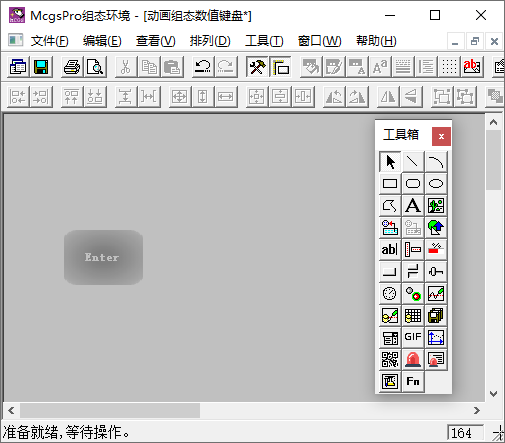 McgsPro组态环境 - [动画组态数值键盘*]
文件(F) 编辑(E) 查看(V) 排列(D) 工具(T) 窗口(W) 帮助(H)
工具箱
Enter
A
ab|
GIF
Fn
准备就绪,等待操作。 164